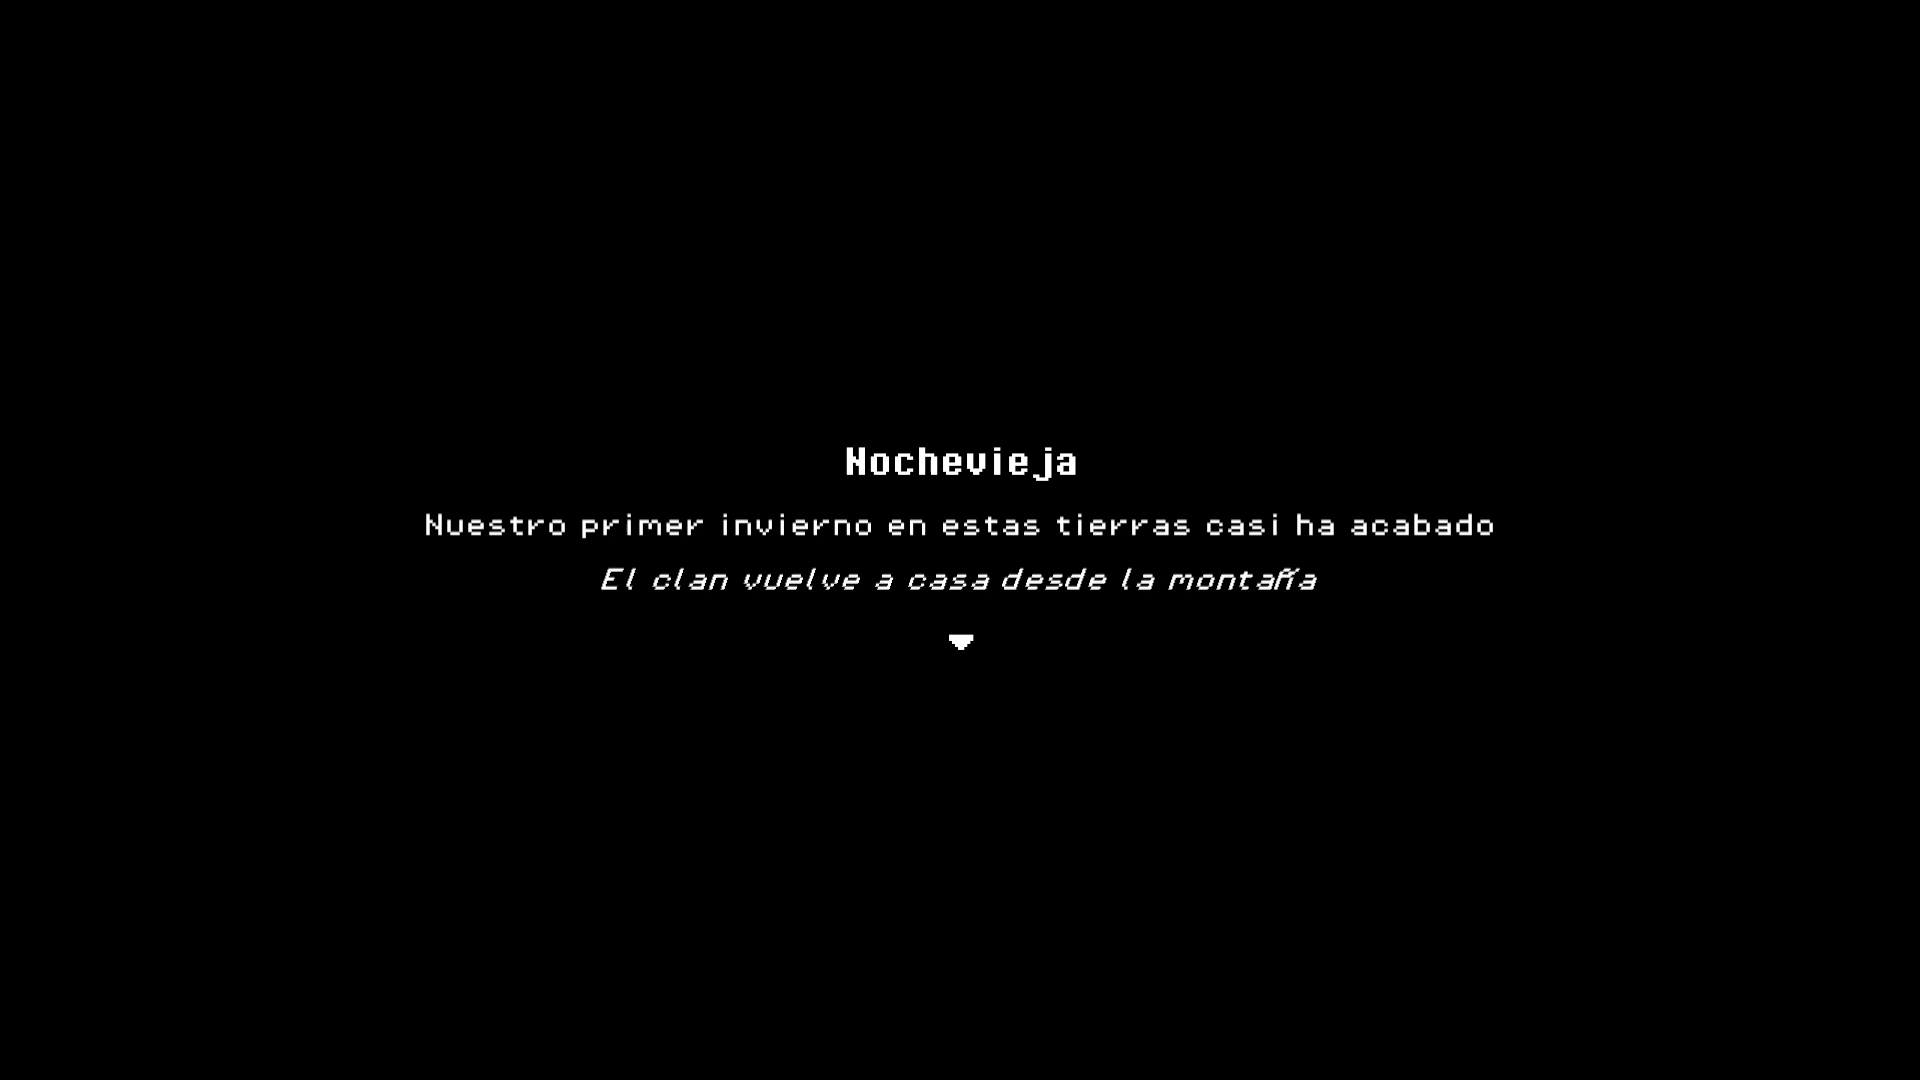 Nochevieja
Nuestro primer invierno en estas tierras casi ha acabado
El clan vuelve a casa desde la montaña